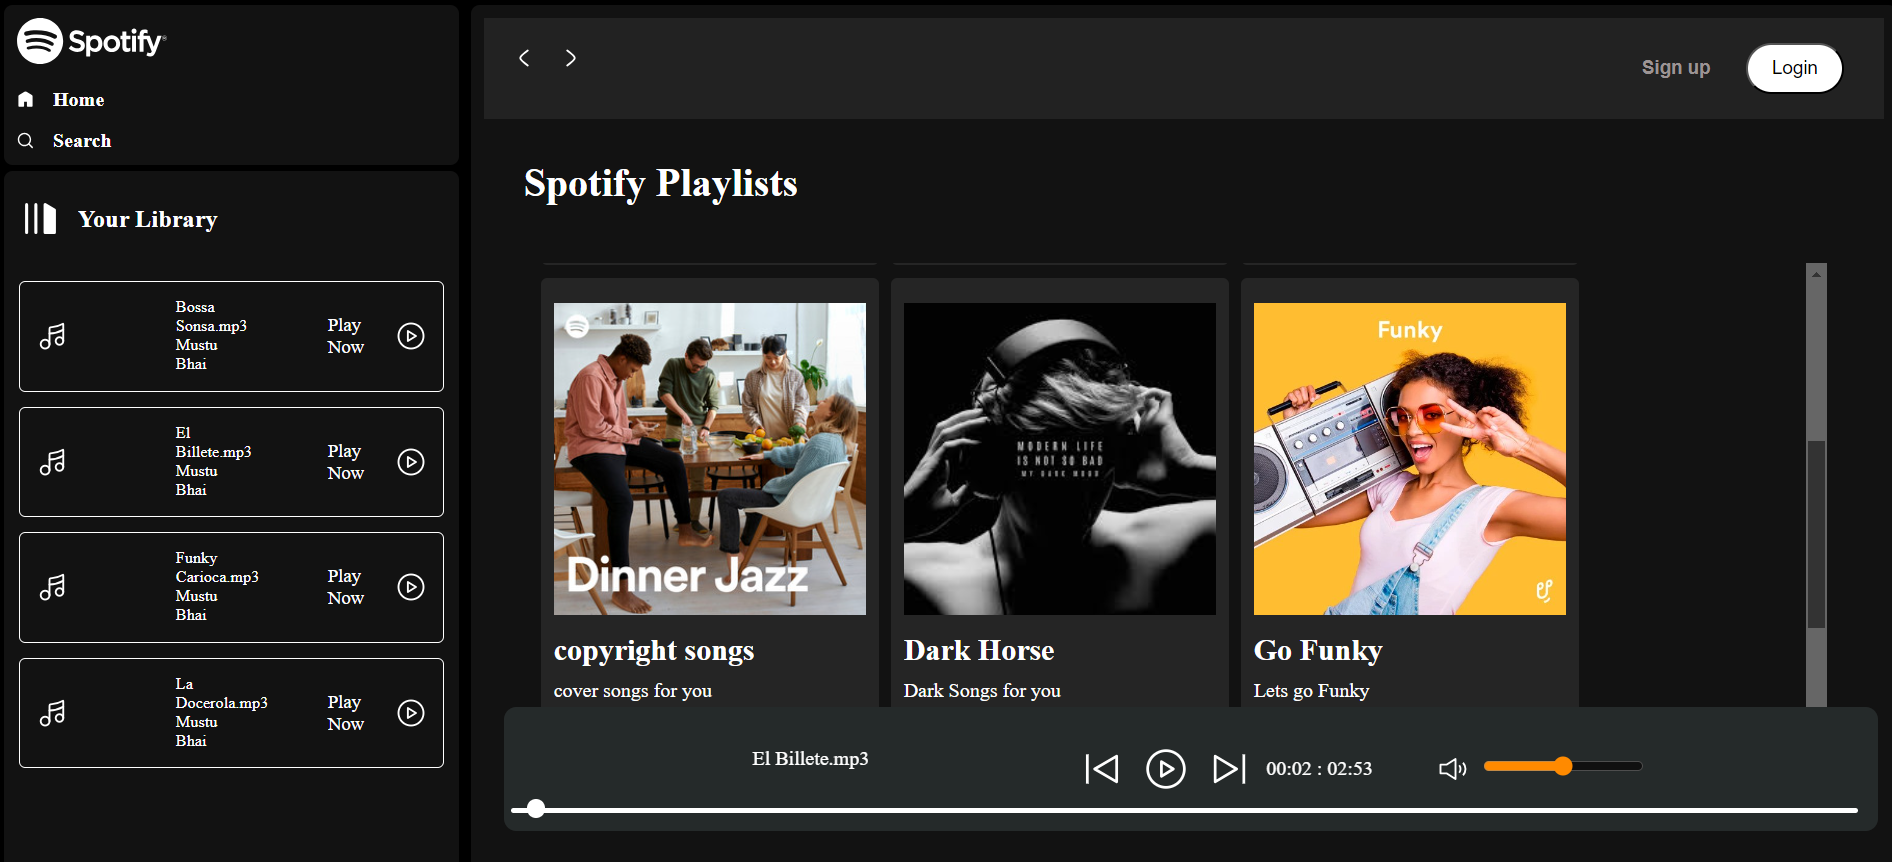 Spotify
Home
Search
Your Library
Bossa
Sonsa.mp3
Mustu
Bhai
Play
Now
El
Billete.mp3
Mustu
Bhai
Play
Now
Funky
Carioca.mp3
Mustu
Bhai
Play
Now
La
Docerola.mp3
Mustu
Bhai
Play
Now
Sign up
Login
Spotify Playlists
Dinner Jazz
copyright songs
cover songs for you
MODERN LIFE
IS NOT SO BAD
MY DARK MOOD
Dark Horse
Dark Songs for you
Funky
Go Funky
Lets go Funky
El Billete.mp3
00:02 : 02:53